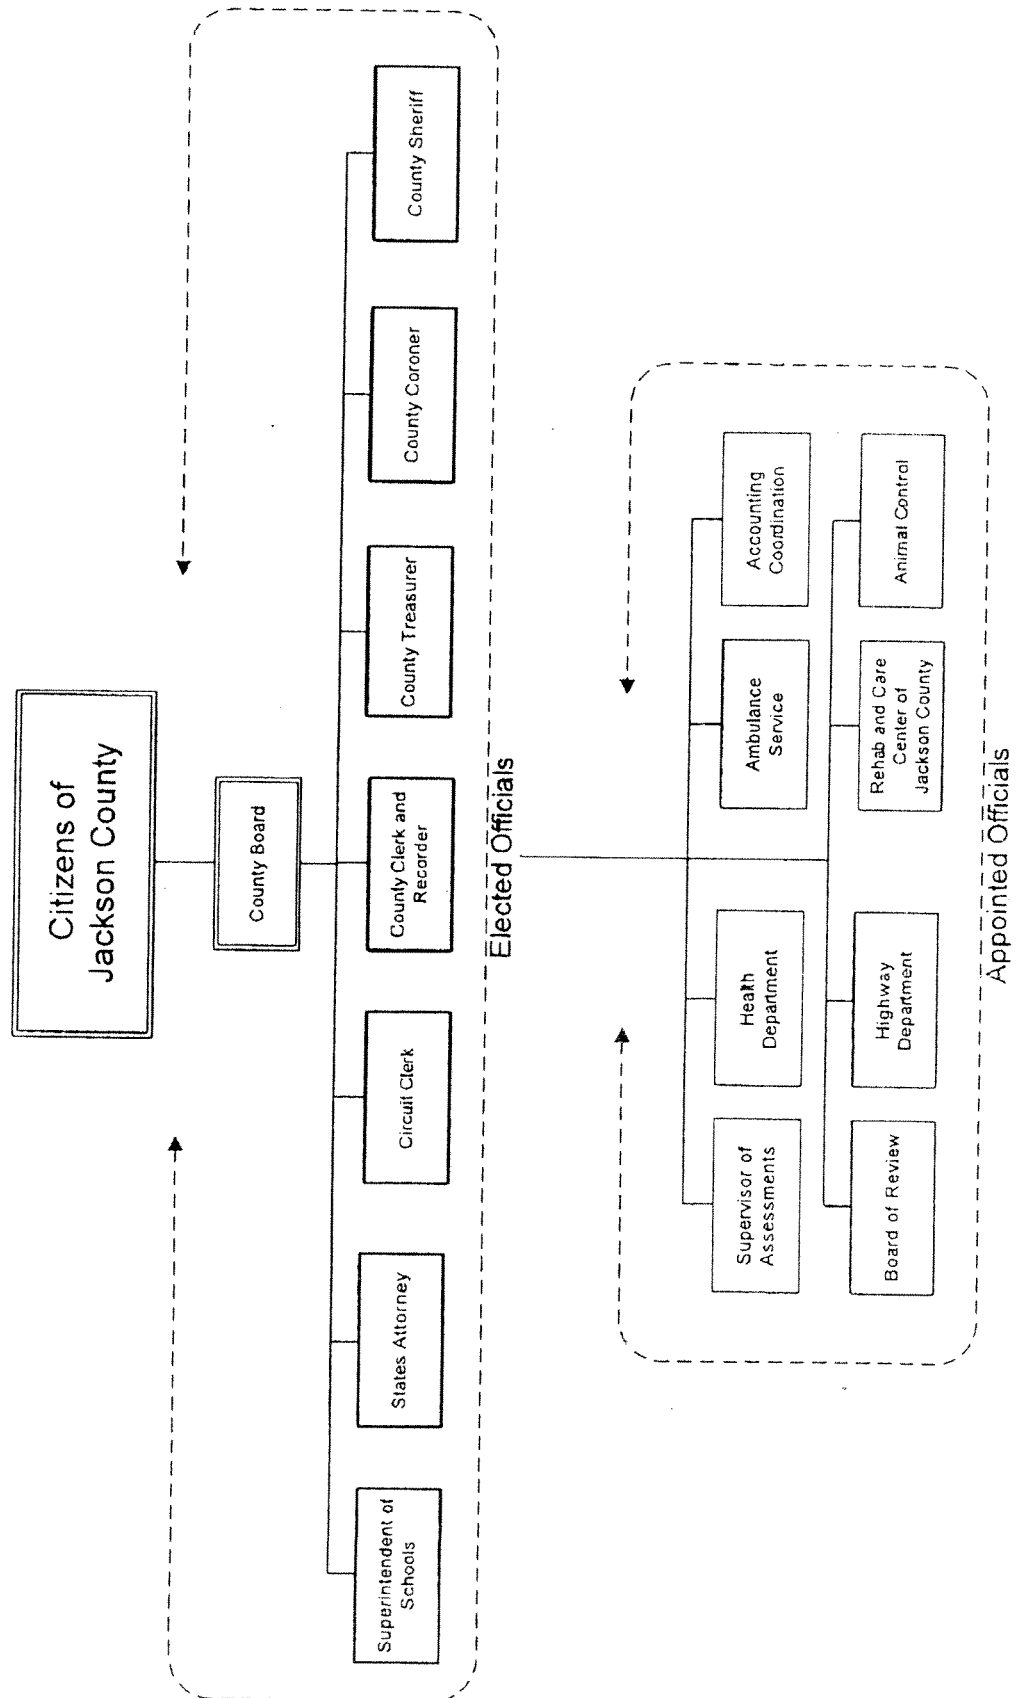 Citizens of
Jackson County
County Board
Superintendent of
Schools
States Attorney
Circuit Clerk
County Clerk and
Recorder
County Treasurer
County Coroner
County Sheriff
Elected Officials
Supervisor of
Assessments
Health
Department
Ambulance
Service
Accounting
Coordination
Board of Review
Highway
Department
Rehab and Care
Center of
Jackson County
Animal Control
Appointed Officials